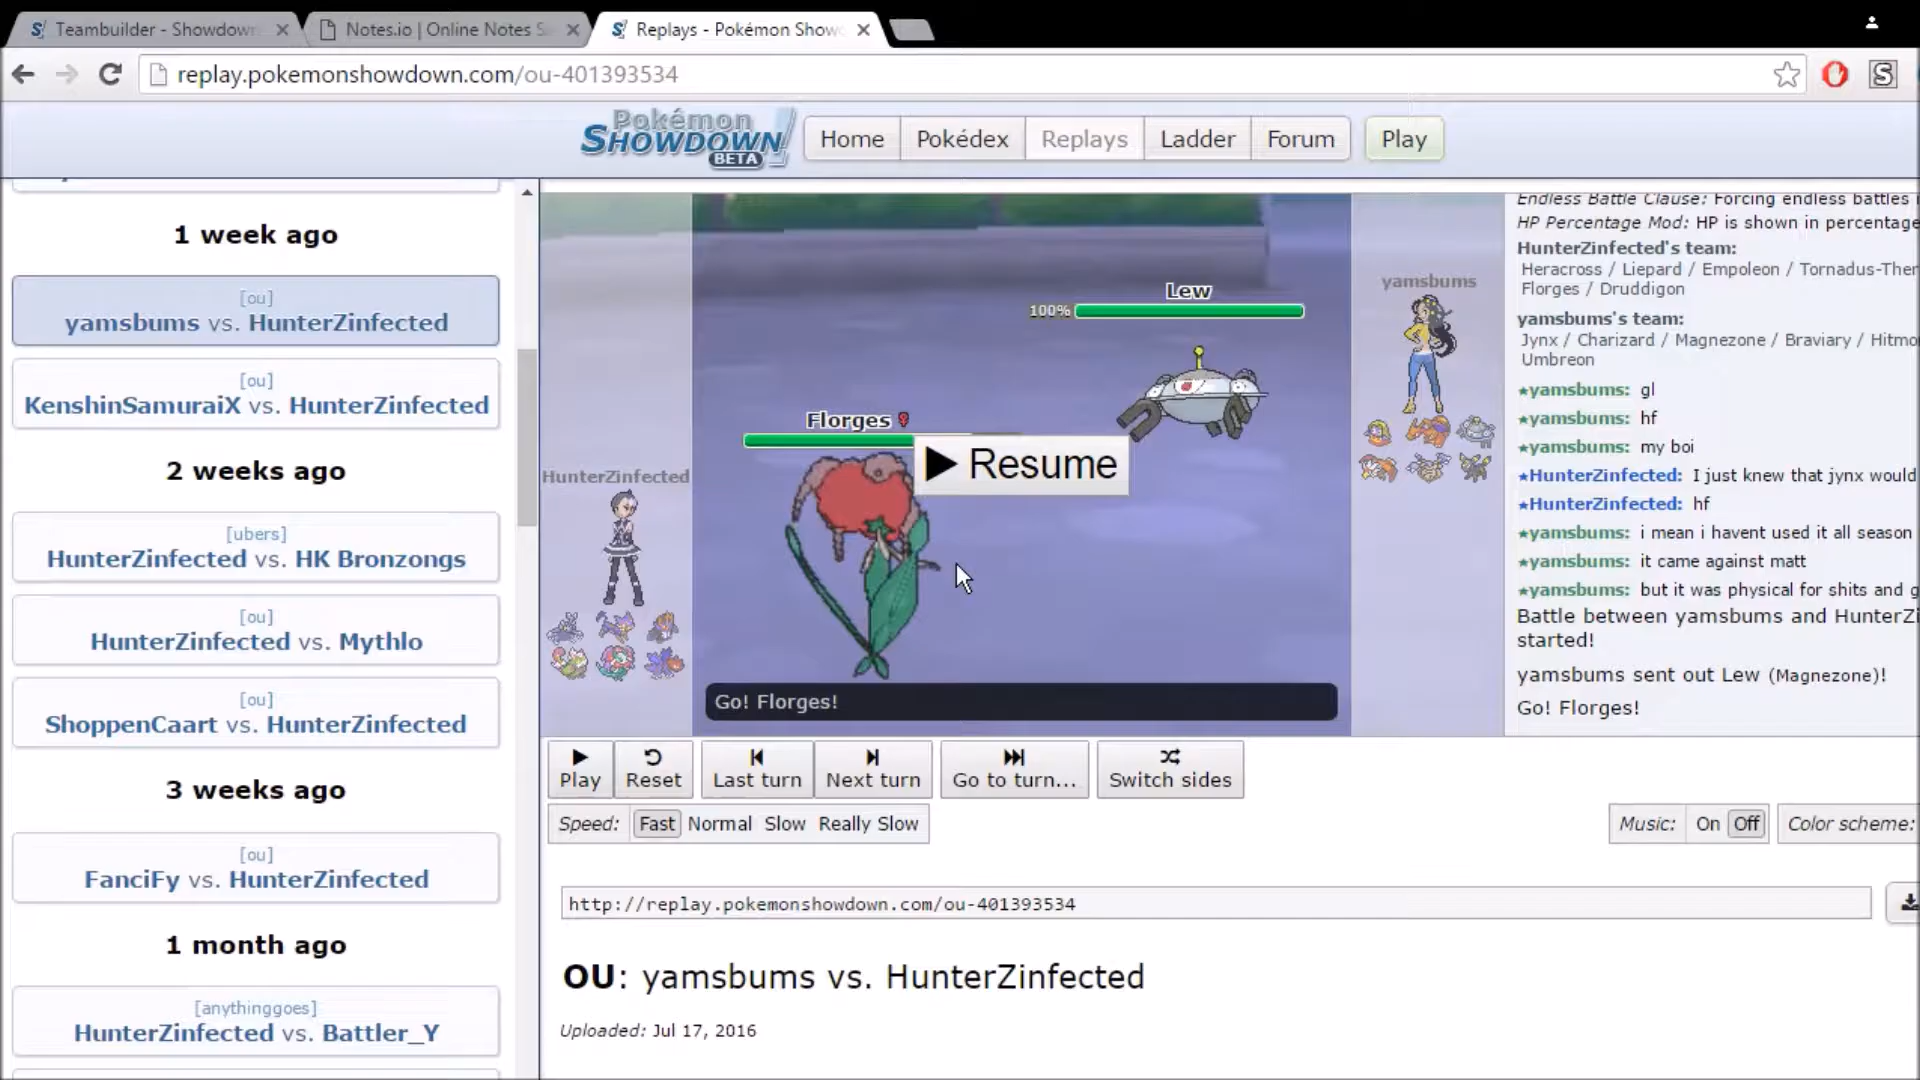 Teambuilder - Showdown
Notes.io | Online Notes S
Replays - Pokémon Show
replay.pokemonshowdown.com/ou-401393534
S
Pokémon
SHOWDOWN!
BETA
Home
Pokédex
Replays
Ladder
Forum
Play
1 week ago
[ou]
yamsbums vs. HunterZinfected
[ou]
KenshinSamuraiX vs. HunterZinfected
2 weeks ago
[ubers]
HunterZinfected vs. HK Bronzongs
[ou]
HunterZinfected vs. Mythlo
[ou]
ShoppenCaart vs. HunterZinfected
3 weeks ago
[ou]
FanciFy vs. HunterZinfected
1 month ago
[anythinggoes]
HunterZinfected vs. Battler_Y
HunterZinfected
Lew
100%
Florges
Resume
Go! Florges!
yamsbums
Endless Battle Clause: Forcing endless battles
HP Percentage Mod: HP is shown in percentage
HunterZinfected's team:
Heracross / Liepard / Empoleon / Tornadus-Ther
Florges / Druddigon
yamsbums's team:
Jynx / Charizard / Magnezone / Braviary / Hitmo
Umbreon
★yamsbums: gl
★yamsbums: hf
★yamsbums: my boi
★HunterZinfected: I just knew that jynx would
★HunterZinfected: hf
★yamsbums: i mean i havent used it all season
★yamsbums: it came against matt
★yamsbums: but it was physical for shits and g
Battle between yamsbums and HunterZi
started!
yamsbums sent out Lew (Magnezone)!
Go! Florges!
Play
Reset
Last turn
Next turn
Go to turn...
Switch sides
Speed: Fast Normal Slow Really Slow
Music: On Off
Color scheme:
http://replay.pokemonshowdown.com/ou-401393534
OU: yamsbums vs. HunterZinfected
Uploaded: Jul 17, 2016